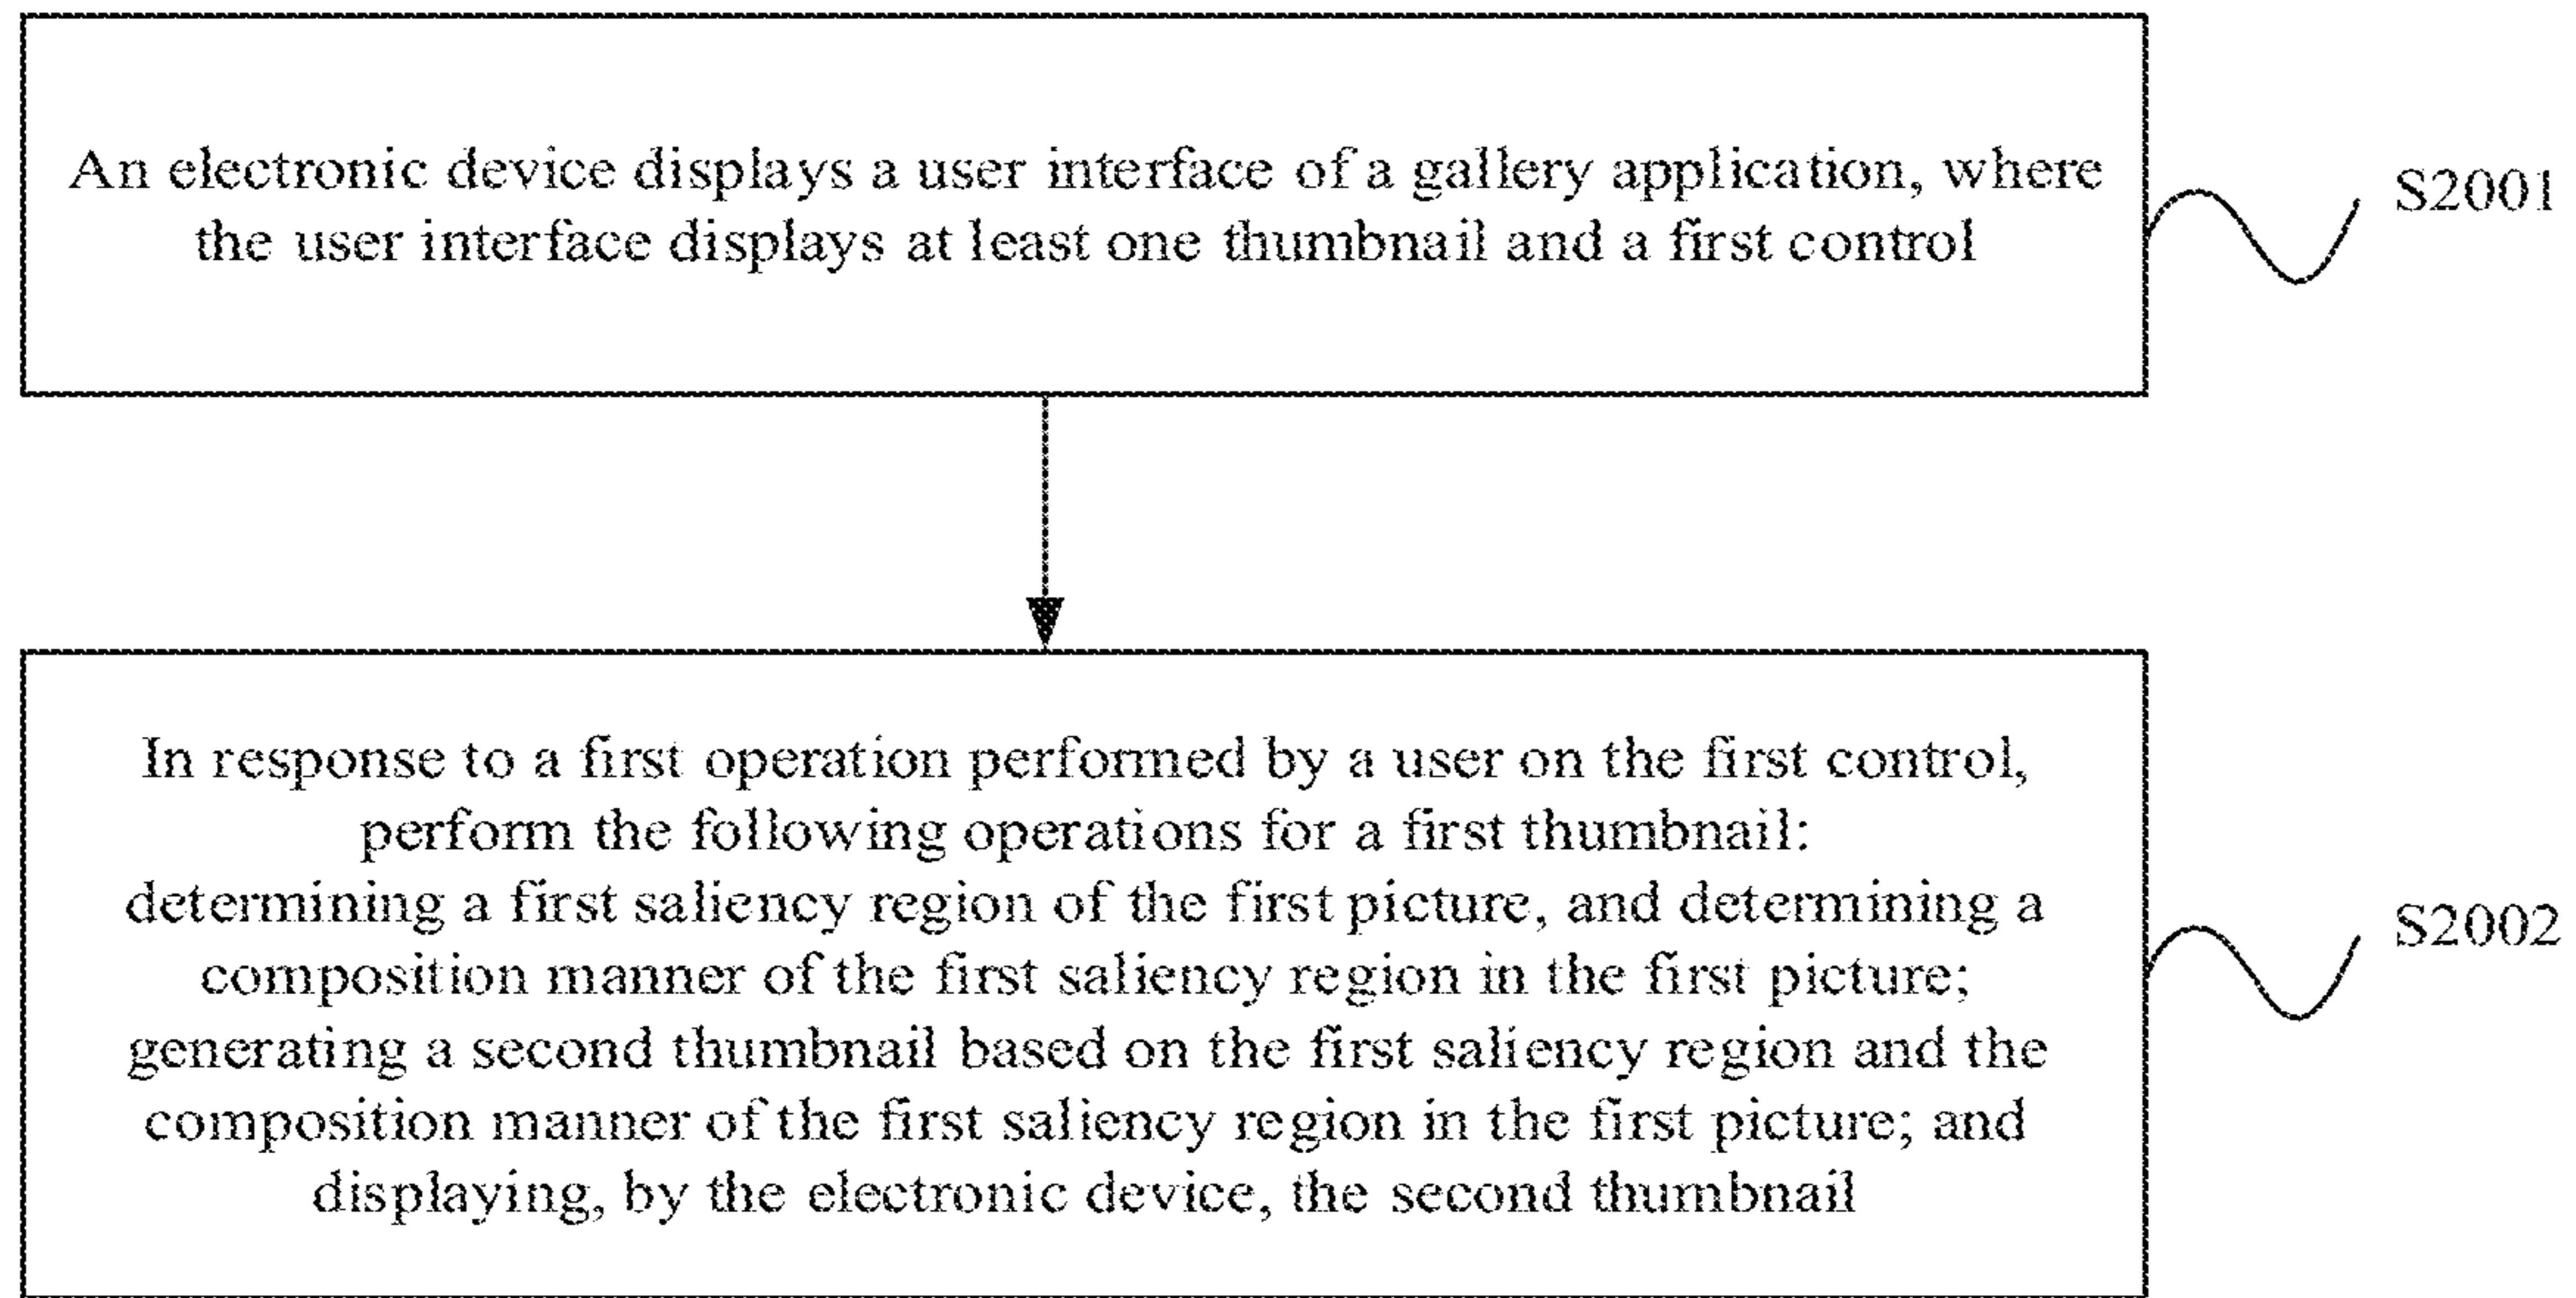 An electronic device displays a user interface of a gallery application, where
the user interface displays at least one thumbnail and a first control
S2001
In response to a first operation performed by a user on the first control,
perform the following operations for a first thumbnail:
determining a first saliency region of the first picture, and determining a
composition manner of the first saliency region in the first picture;
generating a second thumbnail based on the first saliency region and the
composition manner of the first saliency region in the first picture; and
displaying, by the electronic device, the second thumbnail
S2002